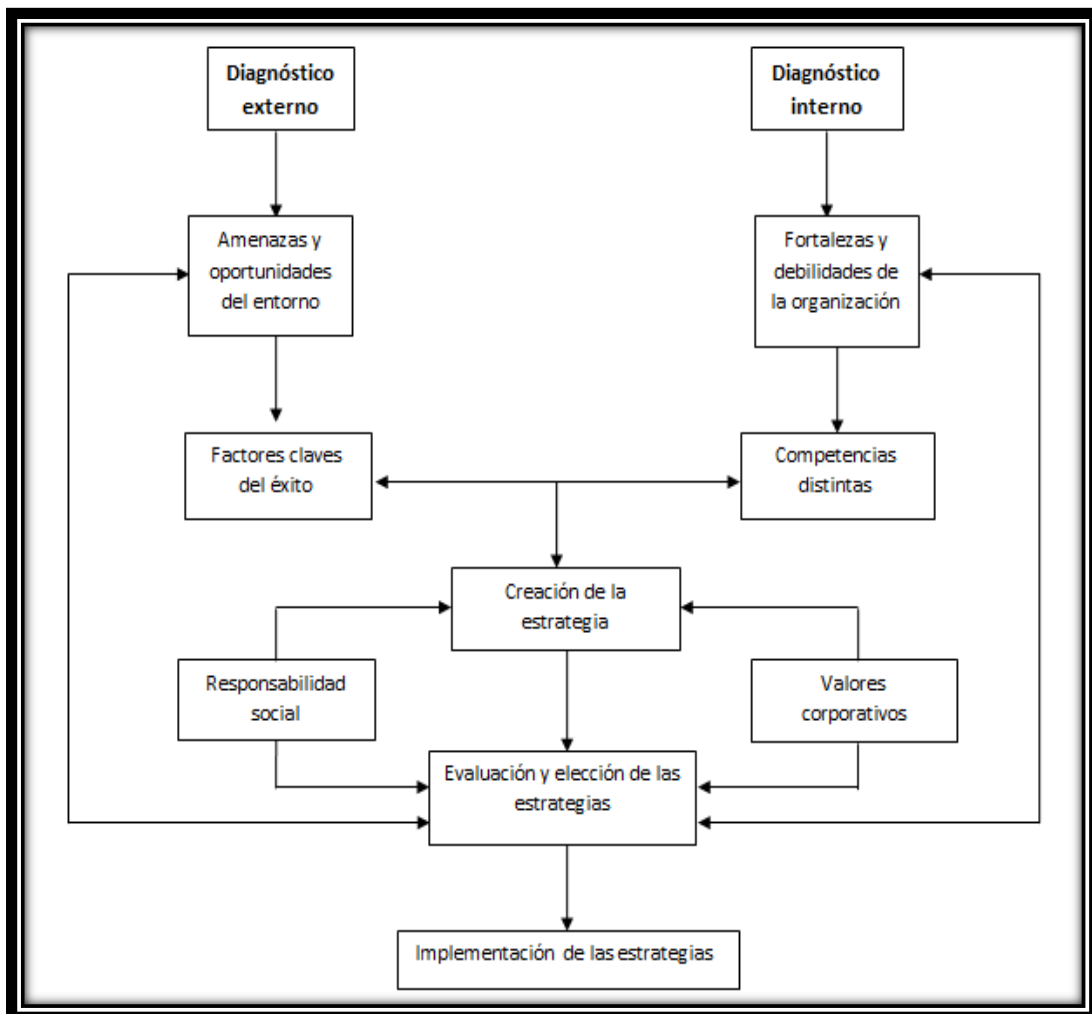 Diagnóstico
externo
Diagnóstico
interno
Amenazas y
oportunidades
del entorno
Fortalezas y
debilidades de
la organización
Factores claves
del éxito
Competencias
distintas
Creación de la
estrategia
Responsabilidad
social
Valores
corporativos
Evaluación y elección de las
estrategias
Implementación de las estrategias